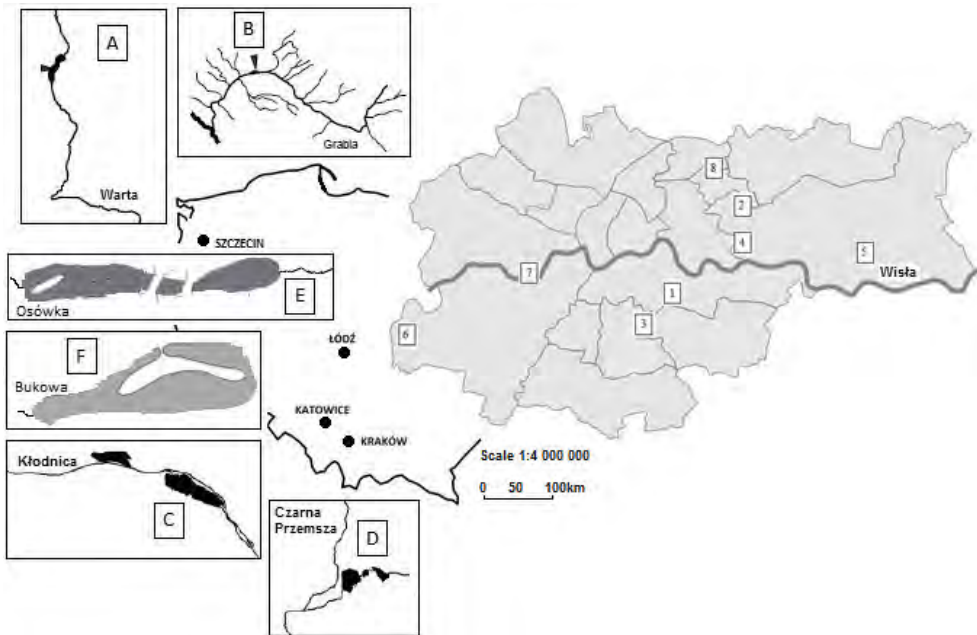 A
Warta
B
Grabia
SZCZECIN
E
Osówka
F
Bukowa
ŁÓDŹ
KATOWICE
KRAKÓW
Kłodnica
C
Czarna
Przemsza
D
8
2
4
5
Wisła
7
1
3
6
Scale 1:4 000 000
0 50 100km